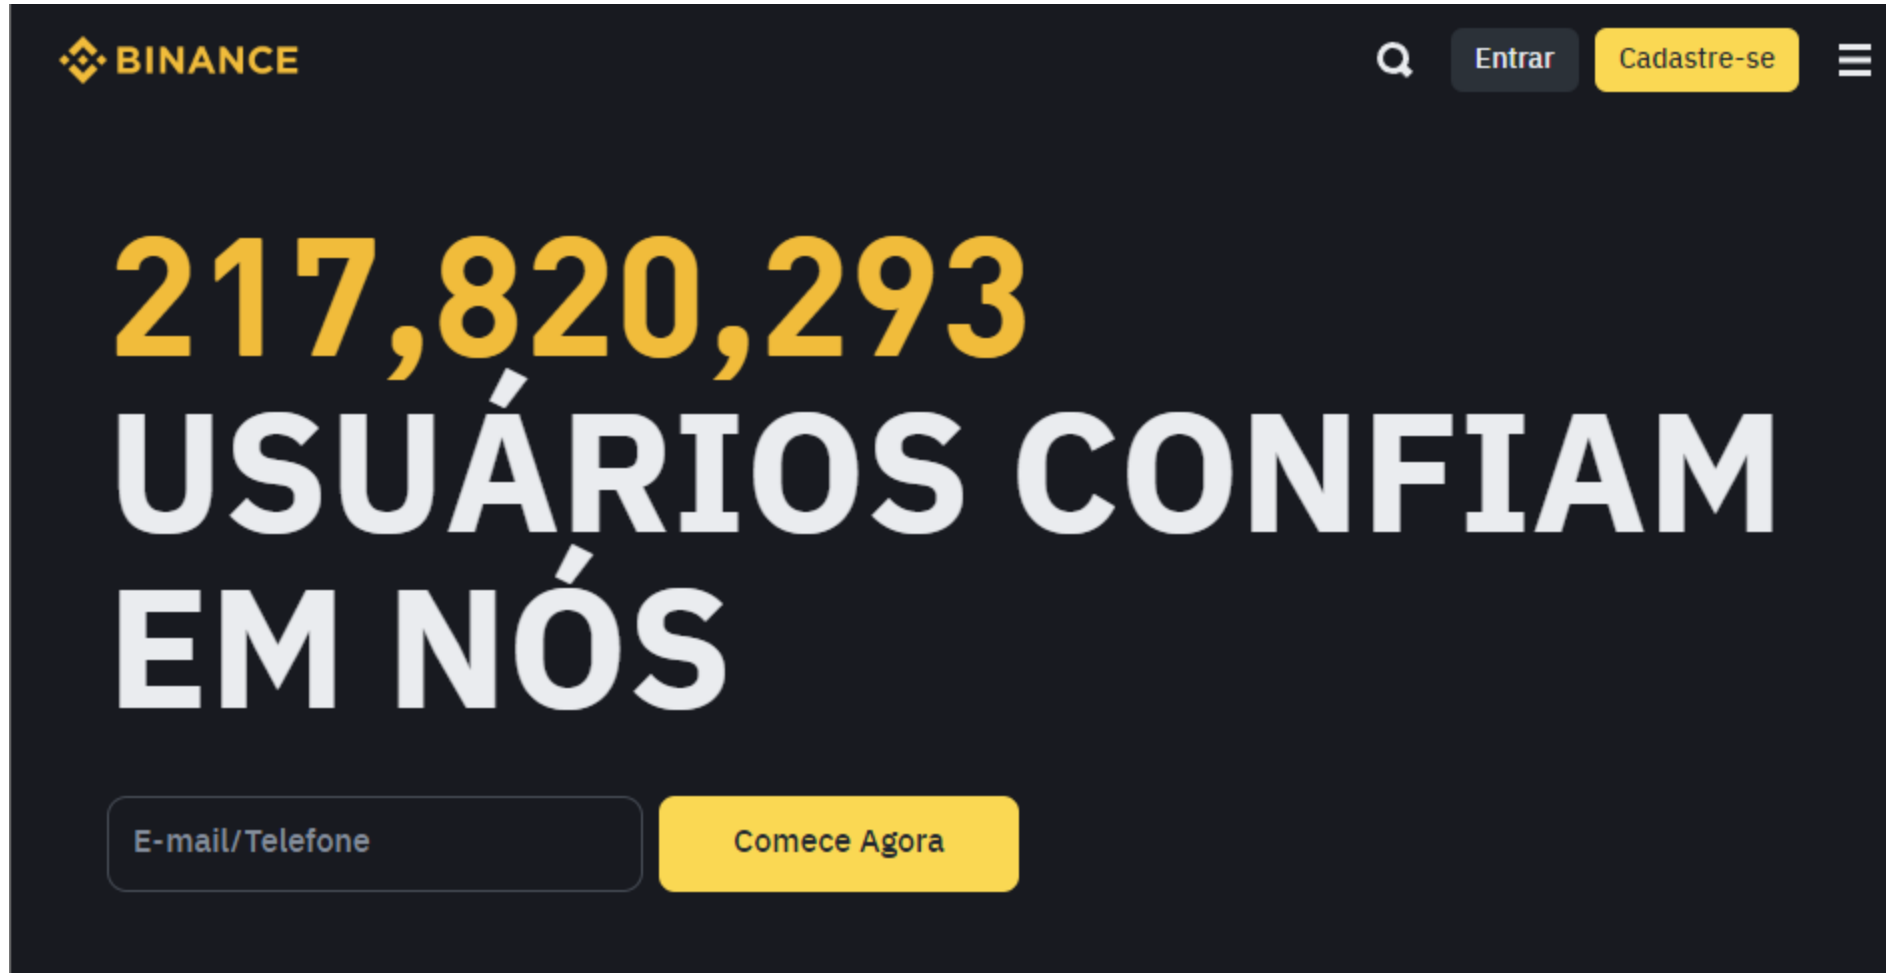 BINANCE
Entrar
Cadastre-se
217,820,293
USUÁRIOS CONFIAM
EM NÓS
E-mail/Telefone
Comece Agora